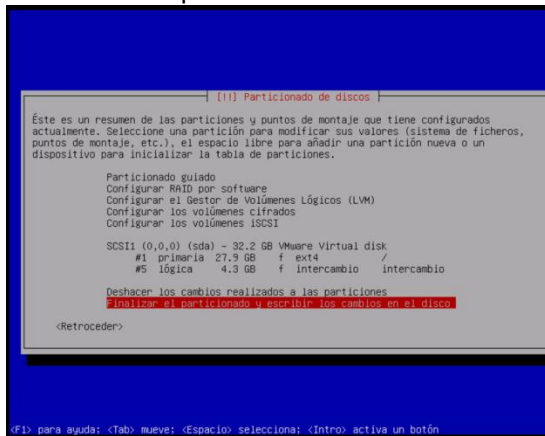 [!!] Particionado de discos
Éste es un resumen de las particiones y puntos de montaje que tiene configurados
actualmente. Seleccione una partición para modificar sus valores (sistema de ficheros,
puntos de montaje, etc.), el espacio libre para añadir una partición nueva o un
dispositivo para inicializar la tabla de particiones.
Particionado guiado
Configurar RAID por software
Configurar el Gestor de Volúmenes Lógicos (LVM)
Configurar los volúmenes cifrados
Configurar los volúmenes iSCSI
SCSI1 (0,0,0) (sda) - 32.2 GB VMware Virtual disk
#1 primaria 27.9 GB f ext4 /
#5 lógica 4.3 GB f intercambio intercambio
Deshacer los cambios realizados a las particiones
Finalizar el particionado y escribir los cambios en el disco
<Retroceder>
<F1> para ayuda; <Tab> mueve; <Espacio> selecciona; <Intro> activa un botón